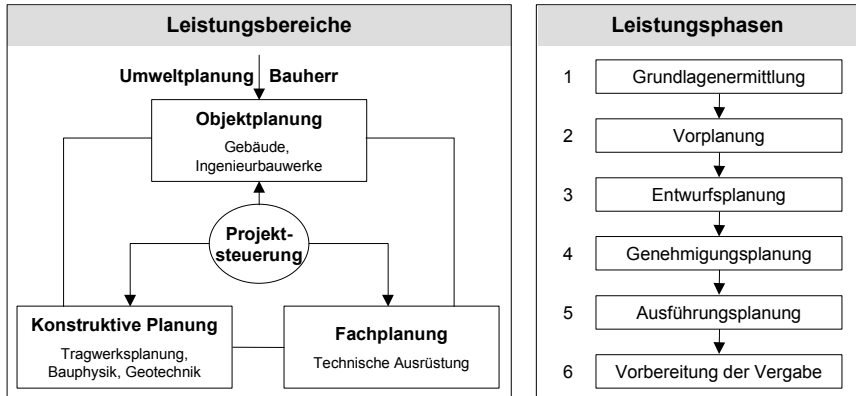 Leistungsbereiche
Umweltplanung Bauherr
Objektplanung
Gebäude,
Ingenieurbauwerke
Projekt-
steuerung
Konstruktive Planung
Tragwerksplanung,
Bauphysik, Geotechnik
Fachplanung
Technische Ausrüstung
Leistungsphasen
1 Grundlagenermittlung
2 Vorplanung
3 Entwurfsplanung
4 Genehmigungsplanung
5 Ausführungsplanung
6 Vorbereitung der Vergabe